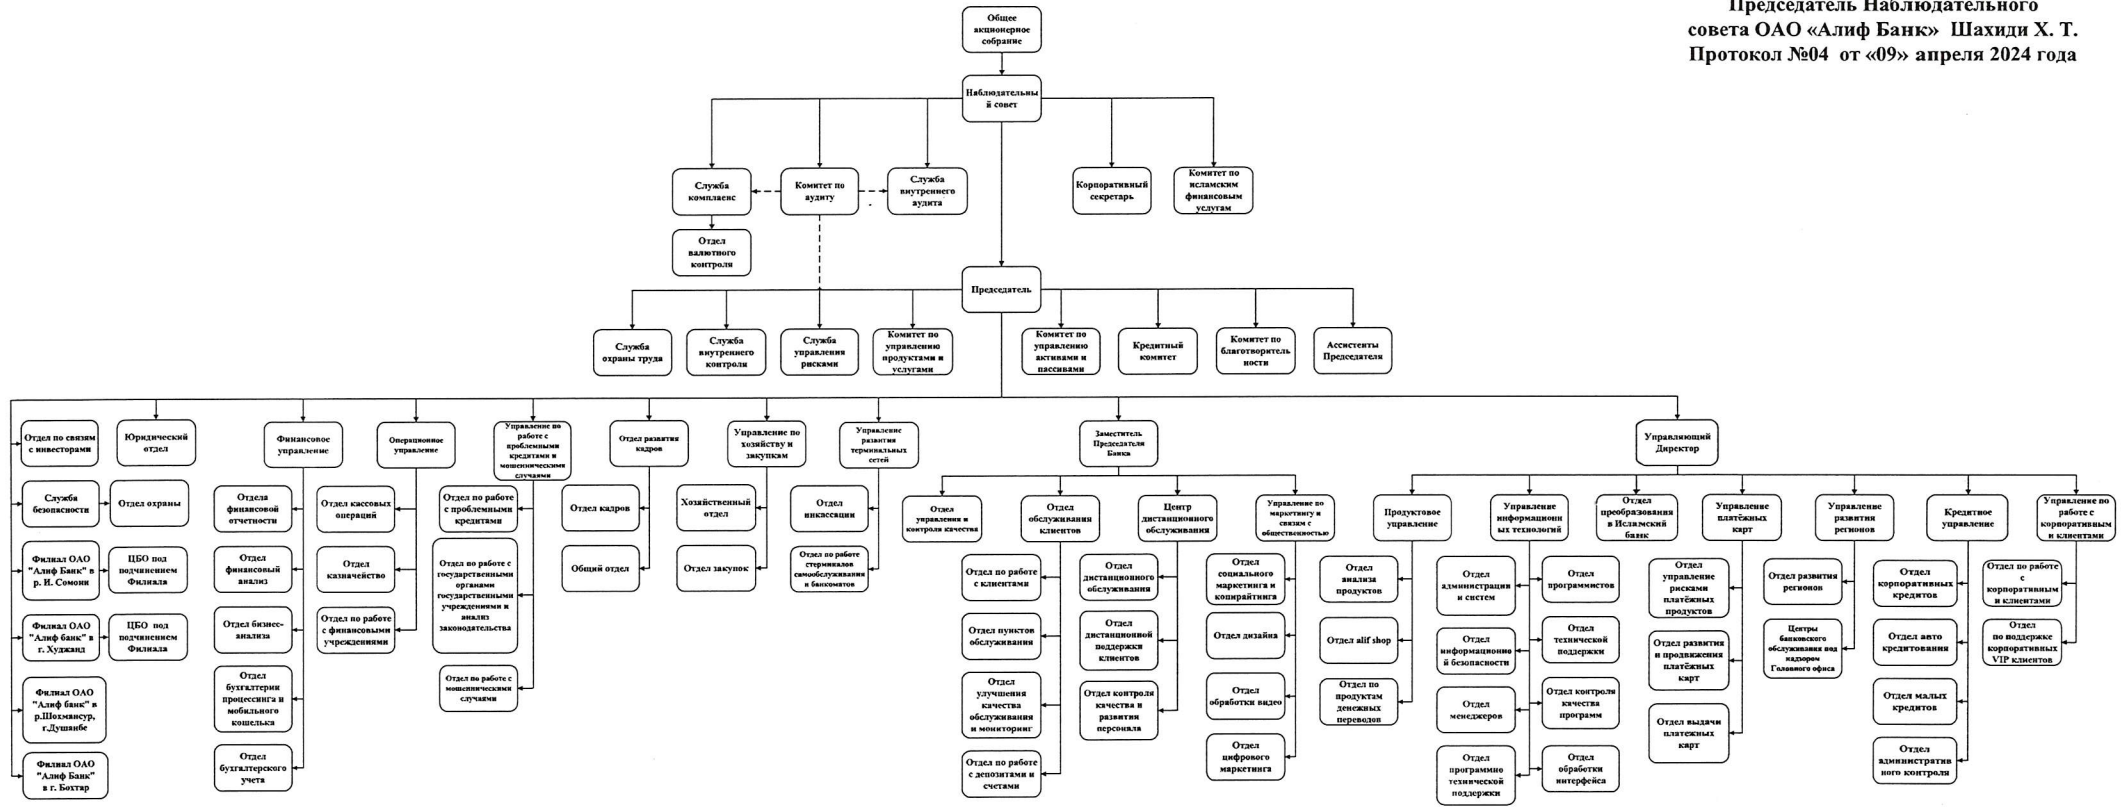 Председатель Наблюдательного
совета ОАО «Алиф Банк» Шахиди Х. Т.
Протокол №04 от «09» апреля 2024 года
Общее
акционерное
собрание
Наблюдательны
й совет
Служба
комплаенс
Комитет по
аудиту
Служба
внутреннего
аудита
Корпоративный
секретарь
Комитет по
исламским
финансовым
услугам
Отдел
валютного
контроля
Председатель
Служба
охраны труда
Служба
внутреннего
контроля
Служба
управления
рисками
Комитет по
управлению
продуктами и
услугами
Комитет по
управлению
активами и
пассивами
Кредитный
комитет
Комитет по
благотворитель
ности
Ассистенты
Председателя
Отдел по связям
с инвесторами
Юридический
отдел
Финансовое
управление
Операционное
управление
Управление по
работе с
проблемными
кредитами и
мошенническими
случаями
Отдел развития
кадров
Управление по
хозяйству и
закупкам
Управление
развития
терминальных
сетей
Заместитель
Председателя
Банка
Управляющий
Директор
Служба
безопасности
Отдел охраны
Филиал ОАО
"Алиф Банк" в
р. И. Сомони
ЦБО под
подчинением
Филиала
Филиал ОАО
"Алиф банк" в
г. Худжанд
ЦБО под
подчинением
Филиала
Филиал ОАО
"Алиф банк" в
р.Шохмансур,
г.Душанбе
Филиал ОАО
"Алиф Банк"
в г. Бохтар
Отдела
финансовой
отчетности
Отдел
финансовый
анализ
Отдел бизнес-
анализа
Отдел
бухгалтерии
процессинга и
мобильного
кошелька
Отдел
бухгалтерского
учета
Отдел кассовых
операций
Отдел
казначейство
Отдел по работе
с финансовыми
учреждениями
Отдел по работе
с проблемными
кредитами
Отдел по работе с
государственными
органами
государственными
учреждениями и
анализ
законодательства
Отдел по работе с
мошенническими
случаями
Отдел кадров
Общий отдел
Хозяйственный
отдел
Отдел закупок
Отдел
инкассации
Отдел по работе
стерминалов
самообслуживания
и банкоматов
Отдел
управления и
контроля качества
Отдел
обслуживания
клиентов
Центр
дистанционного
обслуживания
Управление по
маркетингу и
связям с
общественностью
Отдел по работе
с клиентами
Отдел пунктов
обслуживания
Отдел
улучшения
качества
обслуживания
и мониторинг
Отдел по работе
с депозитами и
счетами
Отдел
дистанционного
обслуживания
Отдел
дистанционной
поддержки
клиентов
Отдел контроля
качества и
развития
персонала
Отдел
социального
маркетинга и
копирайтинга
Отдел дизайна
Отдел
обработки видео
Отдел
цифрового
маркетинга
Продуктовое
управление
Управление
информационн
ых технологий
Отдел
преобразования
в Исламский
банк
Управление
платёжных
карт
Управление
развития
регионов
Кредитное
управление
Управление по
работе с
корпоративным
и клиентами
Отдел
анализа
продуктов
Отдел alif shop
Отдел по
продуктам
денежных
переводов
Отдел
администрации
и систем
Отдел
информационно
й безопасности
Отдел
менеджеров
Отдел
программно
технической
поддержки
Отдел
программистов
Отдел
технической
поддержки
Отдел контроля
качества
программ
Отдел
обработки
интерфейса
Отдел
управление
рисками
платёжных
продуктов
Отдел развития
и продвижения
платёжных
карт
Отдел выдачи
платежных
карт
Отдел развития
регионов
Центры
банковского
обслуживания под
надзором
Головного офиса
Отдел
корпоративных
кредитов
Отдел авто
кредитования
Отдел малых
кредитов
Отдел
административ
ного контроля
Отдел по работе
с
корпоративным
и клиентами
Отдел
по поддержке
корпоративных
VIP клиентов